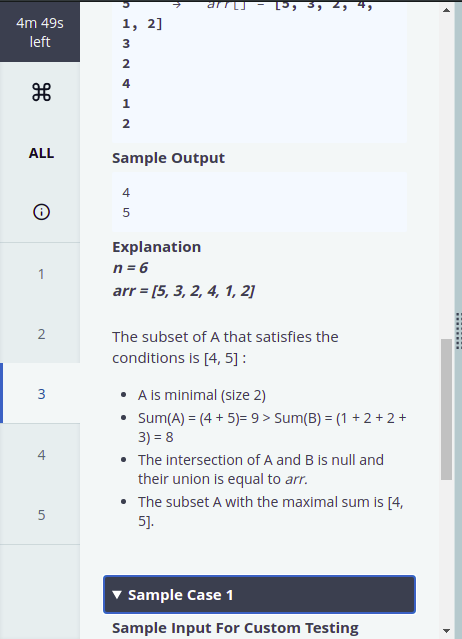 4m 49s
left
ALL
1
2
3
4
5
5 → arr[] = [5, 3, 2, 4,
1, 2]
3
2
4
1
2
Sample Output
4
5
Explanation
n = 6
arr = [5, 3, 2, 4, 1, 2]
The subset of A that satisfies the
conditions is [4, 5] :
• A is minimal (size 2)
• Sum(A) = (4 + 5)= 9 > Sum(B) = (1 + 2 + 2 +
3) = 8
• The intersection of A and B is null and
their union is equal to arr.
• The subset A with the maximal sum is [4,
5].
▼ Sample Case 1
Sample Input For Custom Testing